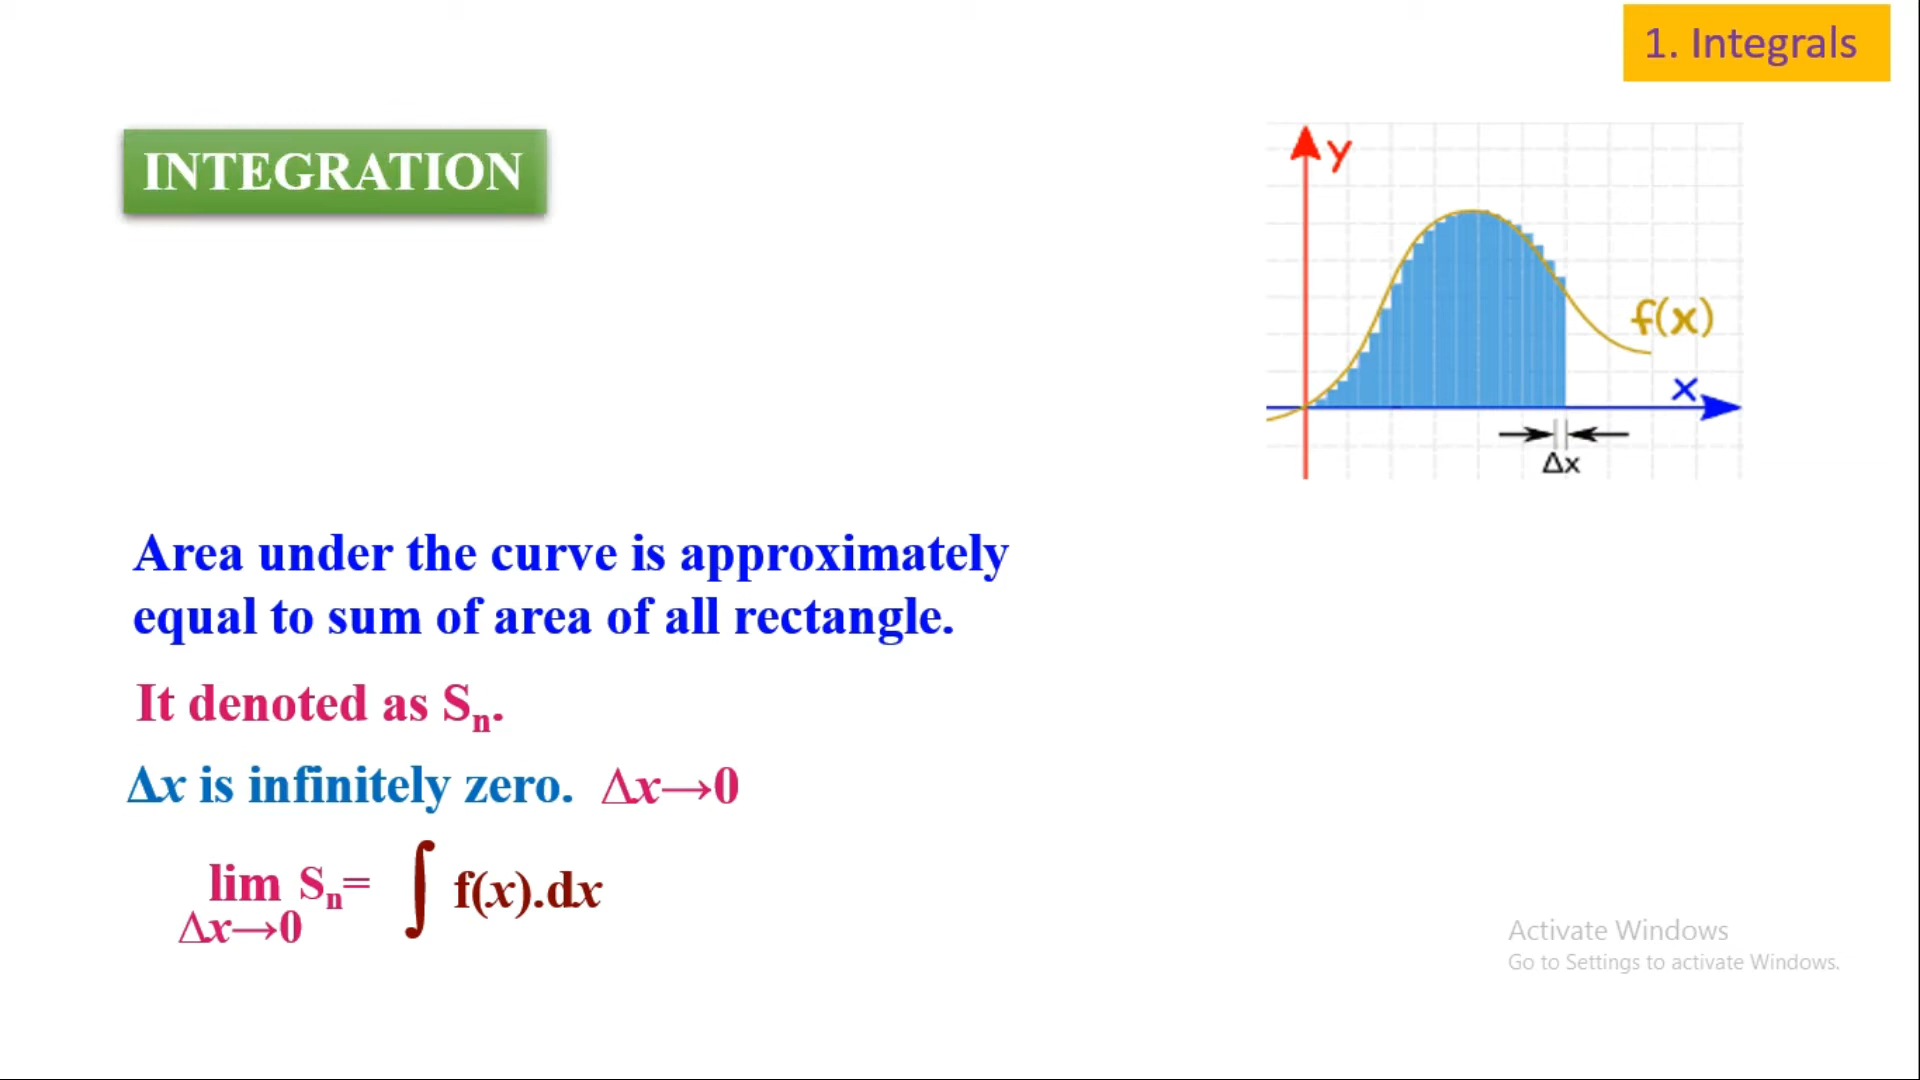 1. Integrals
INTEGRATION
y
f(x)
x
Δx
Area under the curve is approximately
equal to sum of area of all rectangle.
It denoted as Sₙ.
Δx is infinitely zero. Δx→0
lim Sₙ= ∫ f(x).dx
Δx→0
Activate Windows
Go to Settings to activate Windows.